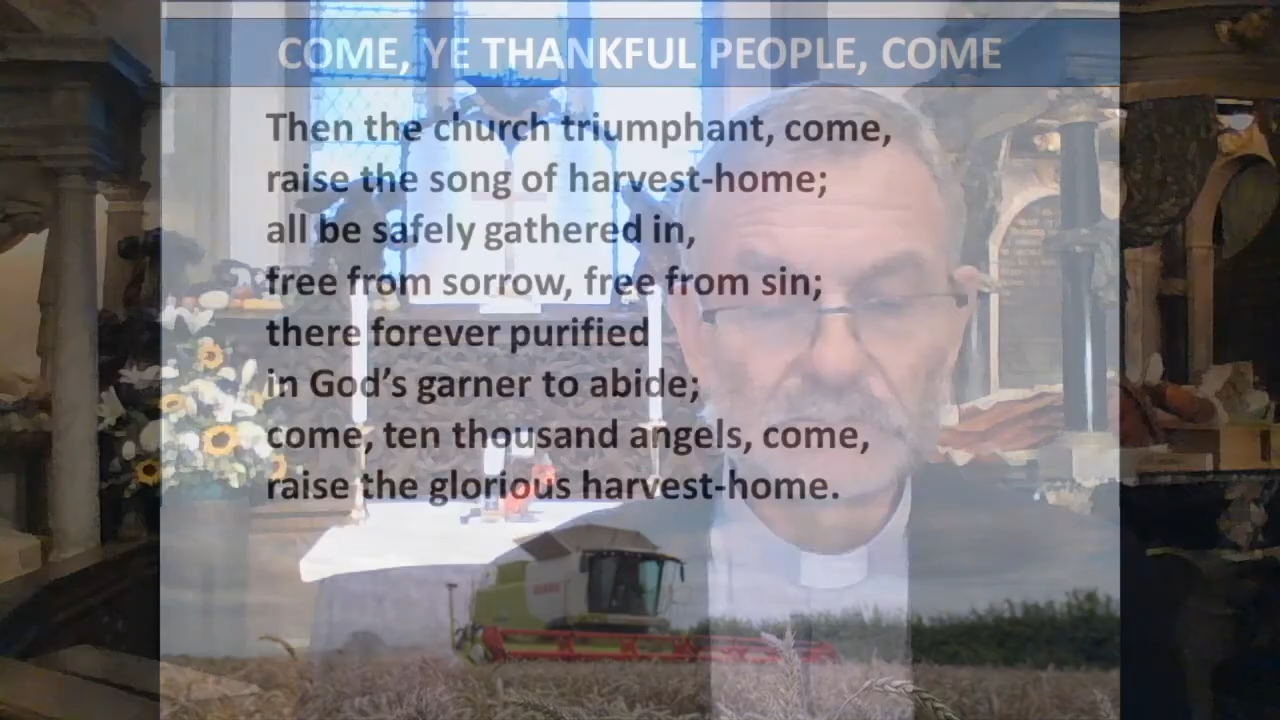 COME, YE THANKFUL PEOPLE, COME
Then the church triumphant, come,
raise the song of harvest-home;
all be safely gathered in,
free from sorrow, free from sin;
there forever purified
in God’s garner to abide;
come, ten thousand angels, come,
raise the glorious harvest-home.